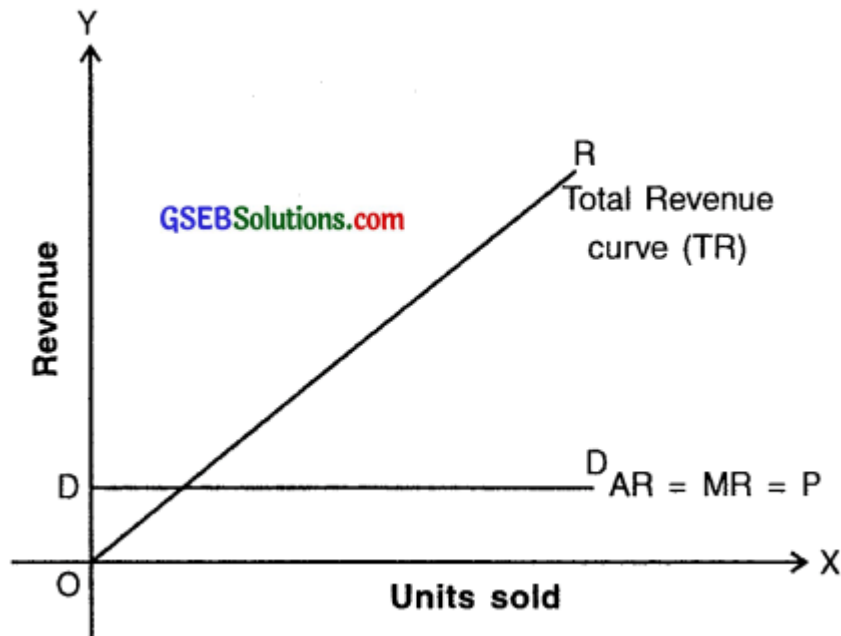 Y
R
Total Revenue
curve (TR)
GSEBSolutions.com
Revenue
D
D
AR = MR = P
O
X
Units sold